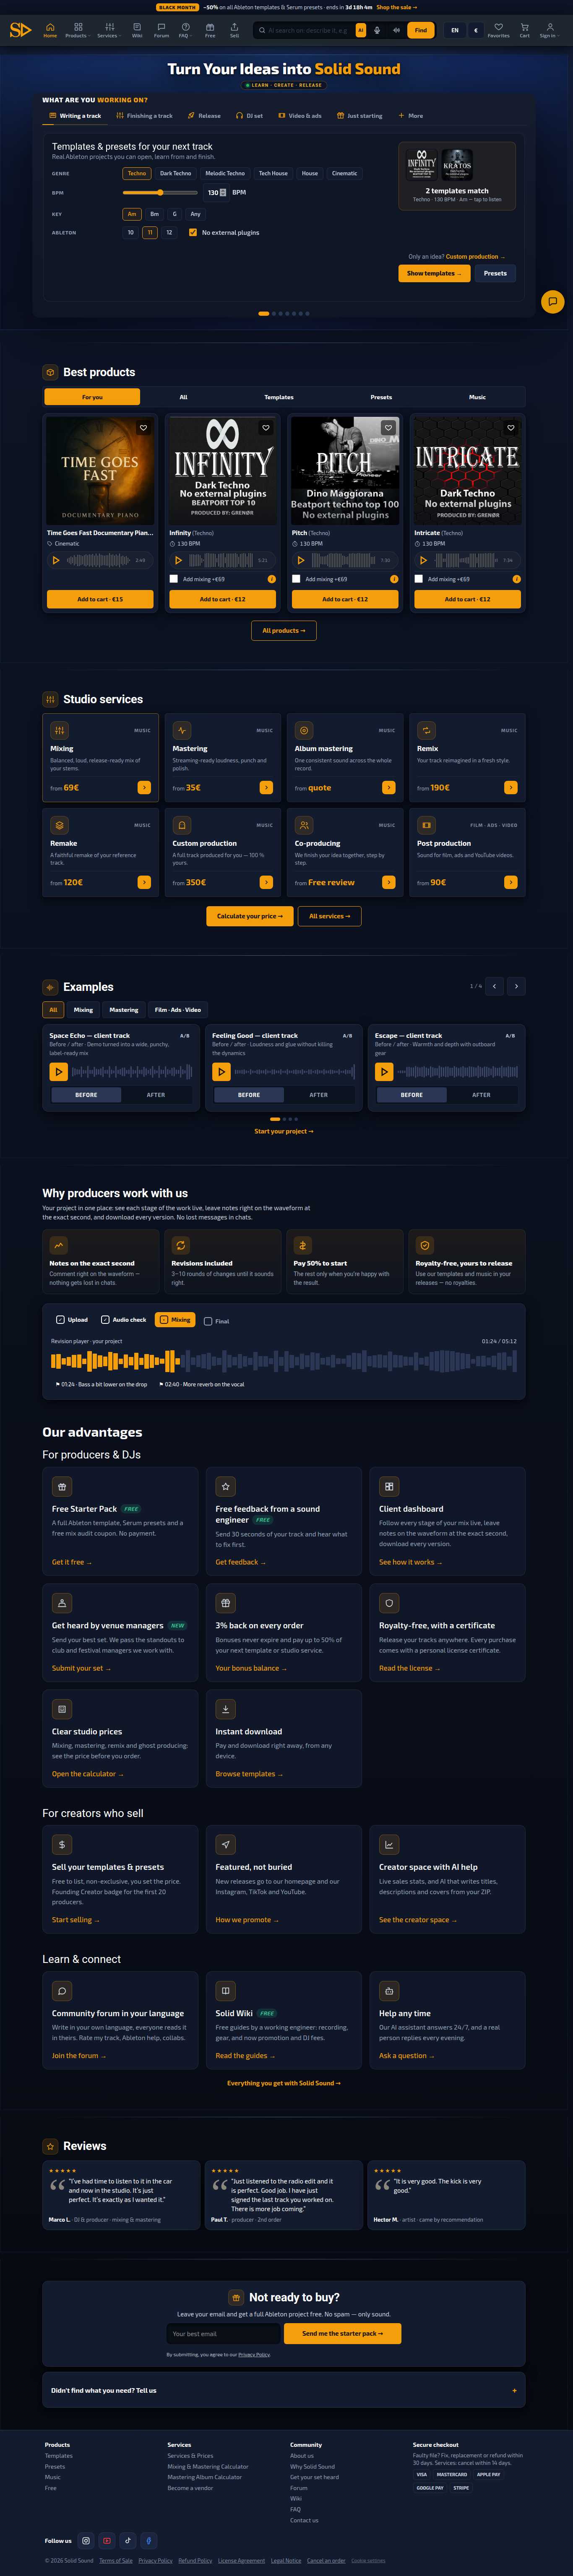 BLACK MONTH −50% on all Ableton templates & Serum presets · ends in 3d 18h 4m Shop the sale →
Home Products Services Wiki Forum FAQ Free Sell
AI search on: describe it, e.g. AI Find EN € Favorites Cart Sign in
Turn Your Ideas into Solid Sound
LEARN · CREATE · RELEASE
WHAT ARE YOU WORKING ON?
Writing a track Finishing a track Release DJ set Video & ads Just starting More
Templates & presets for your next track
Real Ableton projects you can open, learn from and finish.
GENRE Techno Dark Techno Melodic Techno Tech House House Cinematic
BPM 130 BPM
KEY Am Bm G Any
ABLETON 10 11 12 No external plugins
2 templates match
Techno · 130 BPM · Am — tap to listen
Only an idea? Custom production →
Show templates → Presets
Best products
For you All Templates Presets Music
TIME GOES FAST
DOCUMENTARY PIANO
INFINITY
Dark Techno
No external plugins
BEATPORT TOP 10
PRODUCED BY: GRENØR
DINO M
Pioneer
PITCH
Dino Maggiorana
Beatport techno top 100
No external plugins
PRODUCED BY: GRENØR
INTRICATE
Dark Techno
No external plugins
PRODUCED BY: GRENØR
Time Goes Fast Documentary Pian...
Cinematic
2:40
Add to cart · €15
Infinity (Techno)
130 BPM
5:21
Add mixing +€69
Add to cart · €12
Pitch (Techno)
130 BPM
1:30
Add mixing +€69
Add to cart · €12
Intricate (Techno)
130 BPM
1:34
Add mixing +€69
Add to cart · €12
All products →
Studio services
MUSIC
Mixing
Balanced, loud, release-ready mix of your stems.
from 69€
MUSIC
Mastering
Streaming-ready loudness, punch and polish.
from 35€
MUSIC
Album mastering
One consistent sound across the whole record.
from quote
MUSIC
Remix
Your track reimagined in a fresh style.
from 190€
MUSIC
Remake
A faithful remake of your reference track.
from 120€
MUSIC
Custom production
A full track produced for you — 100 % yours.
from 350€
MUSIC
Co-producing
We finish your idea together, step by step.
from Free review
FILM · ADS · VIDEO
Post production
Sound for film, ads and YouTube videos.
from 90€
Calculate your price → All services →
Examples
1 / 4
All Mixing Mastering Film · Ads · Video
Space Echo — client track A/B
Before / after · Demo turned into a wide, punchy, label-ready mix
BEFORE AFTER
Feeling Good — client track A/B
Before / after · Loudness and glue without killing the dynamics
BEFORE AFTER
Escape — client track A/B
Before / after · Warmth and depth with outboard gear
BEFORE AFTER
Start your project →
Why producers work with us
Your project in one place: see each stage of the work live, leave notes right on the waveform at
the exact second, and download every version. No lost messages in chats.
Notes on the exact second
Comment right on the waveform — nothing gets lost in chats.
Revisions included
3–10 rounds of changes until it sounds right.
Pay 50% to start
The rest only when you're happy with the result.
Royalty-free, yours to release
Use our templates and music in your releases — no royalties.
Upload Audio check Mixing Final
Revision player · your project 01:24 / 05:12
01:24 · Bass a bit lower on the drop 02:40 · More reverb on the vocal
Our advantages
For producers & DJs
Free Starter Pack FREE
A full Ableton template, Serum presets and a free mix audit coupon. No payment.
Get it free →
Free feedback from a sound engineer FREE
Send 30 seconds of your track and hear what to fix first.
Get feedback →
Client dashboard
Follow every stage of your mix live, leave notes on the waveform at the exact second, download every version.
See how it works →
Get heard by venue managers NEW
Send your best set. We pass the standouts to club and festival managers we work with.
Submit your set →
3% back on every order
Bonuses never expire and pay up to 50% of your next template or studio service.
Your bonus balance →
Royalty-free, with a certificate
Release your tracks anywhere. Every purchase comes with a personal license certificate.
Read the license →
Clear studio prices
Mixing, mastering, remix and ghost producing: see the price before you order.
Open the calculator →
Instant download
Pay and download right away, from any device.
Browse templates →
For creators who sell
Sell your templates & presets
Free to list, non-exclusive, you set the price. Founding Creator badge for the first 20 producers.
Start selling →
Featured, not buried
New releases go to our homepage and our Instagram, TikTok and YouTube.
How we promote →
Creator space with AI help
Live sales stats, and AI that writes titles, descriptions and covers from your ZIP.
See the creator space →
Learn & connect
Community forum in your language
Write in your own language, everyone reads it in theirs. Rate my track, Ableton help, collabs.
Join the forum →
Solid Wiki FREE
Free guides by a working engineer: recording, gear, and now promotion and DJ fees.
Read the guides →
Help any time
Our AI assistant answers 24/7, and a real person replies every evening.
Ask a question →
Everything you get with Solid Sound →
Reviews
★★★★★
"I've had time to listen to it in the car and now in the studio. It's just perfect. It's exactly as I wanted it."
Marco L. · DJ & producer · mixing & mastering
★★★★★
"Just listened to the radio edit and it is perfect. Good job. I have just signed the last track you worked on. There is more job coming."
Paul T. · producer · 2nd order
★★★★★
"It is very good. The kick is very good."
Hector M. · artist · came by recommendation
Not ready to buy?
Leave your email and get a full Ableton project free. No spam — only sound.
Your best email Send me the starter pack →
By submitting, you agree to our Privacy Policy.
Didn't find what you need? Tell us +
Products
Templates
Presets
Music
Free
Services
Services & Prices
Mixing & Mastering Calculator
Mastering Album Calculator
Become a vendor
Community
About us
Why Solid Sound
Get your set heard
Forum
Wiki
FAQ
Contact us
Secure checkout
Faulty file? Fix, replacement or refund within
30 days. Services: cancel within 14 days.
VISA MASTERCARD APPLE PAY
GOOGLE PAY STRIPE
Follow us
© 2026 Solid Sound Terms of Sale Privacy Policy Refund Policy License Agreement Legal Notice Cancel an order Cookie settings